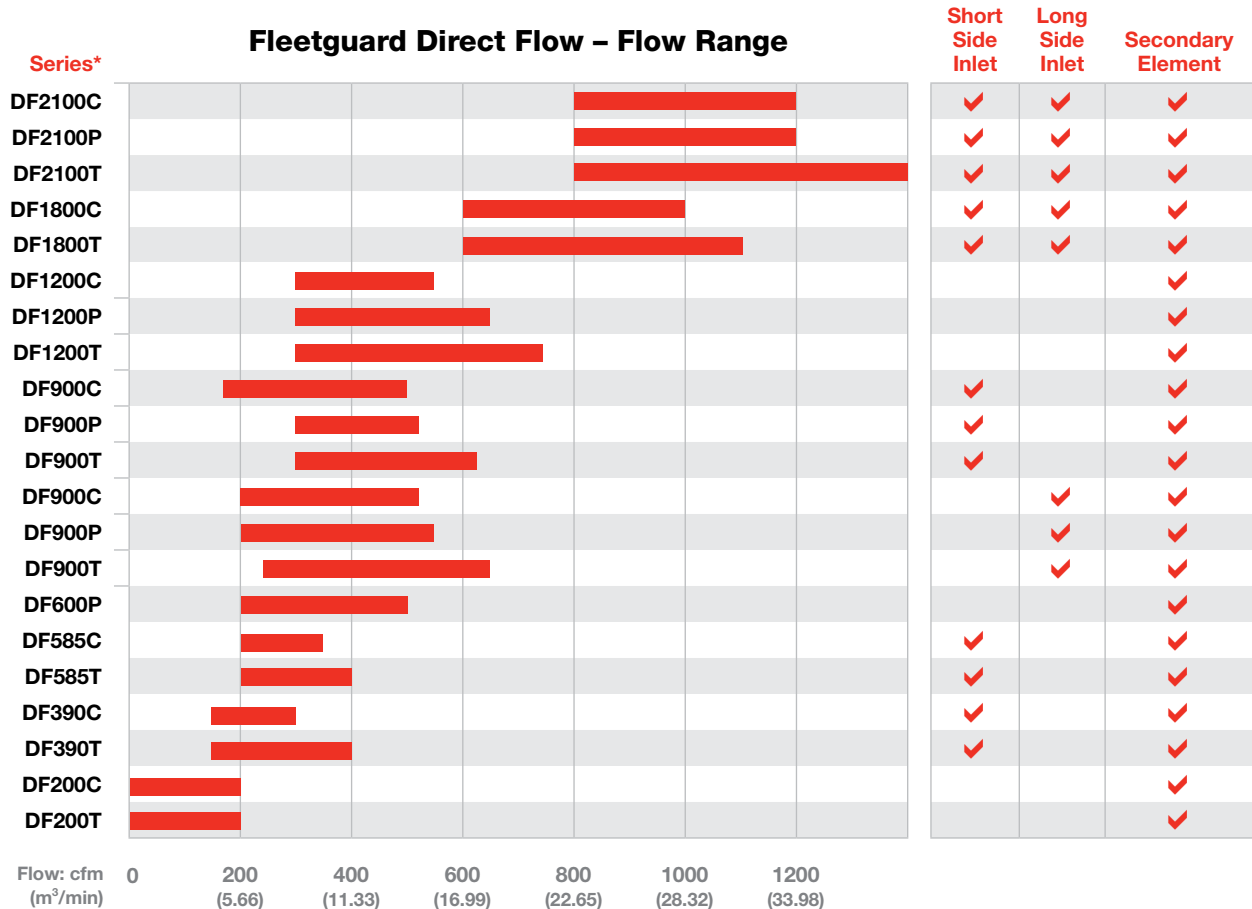 Fleetguard Direct Flow – Flow Range
Short Side Inlet
Long Side Inlet
Secondary Element
Series*
DF2100C
DF2100P
DF2100T
DF1800C
DF1800T
DF1200C
DF1200P
DF1200T
DF900C
DF900P
DF900T
DF900C
DF900P
DF900T
DF600P
DF585C
DF585T
DF390C
DF390T
DF200C
DF200T
Flow: cfm 0 200 400 600 800 1000 1200
(m³/min) (5.66) (11.33) (16.99) (22.65) (28.32) (33.98)